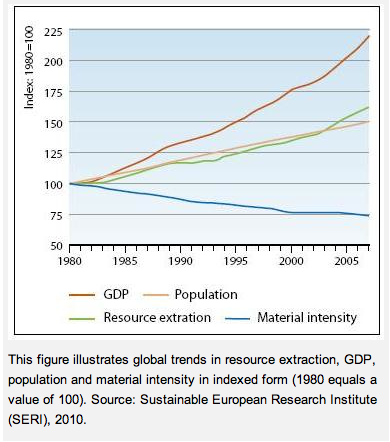 Index: 1980=100
225
200
175
150
125
100
75
50
1980 1985 1990 1995 2000 2005
GDP Population
Resource extration Material intensity
This figure illustrates global trends in resource extraction, GDP,
population and material intensity in indexed form (1980 equals a
value of 100). Source: Sustainable European Research Institute
(SERI), 2010.